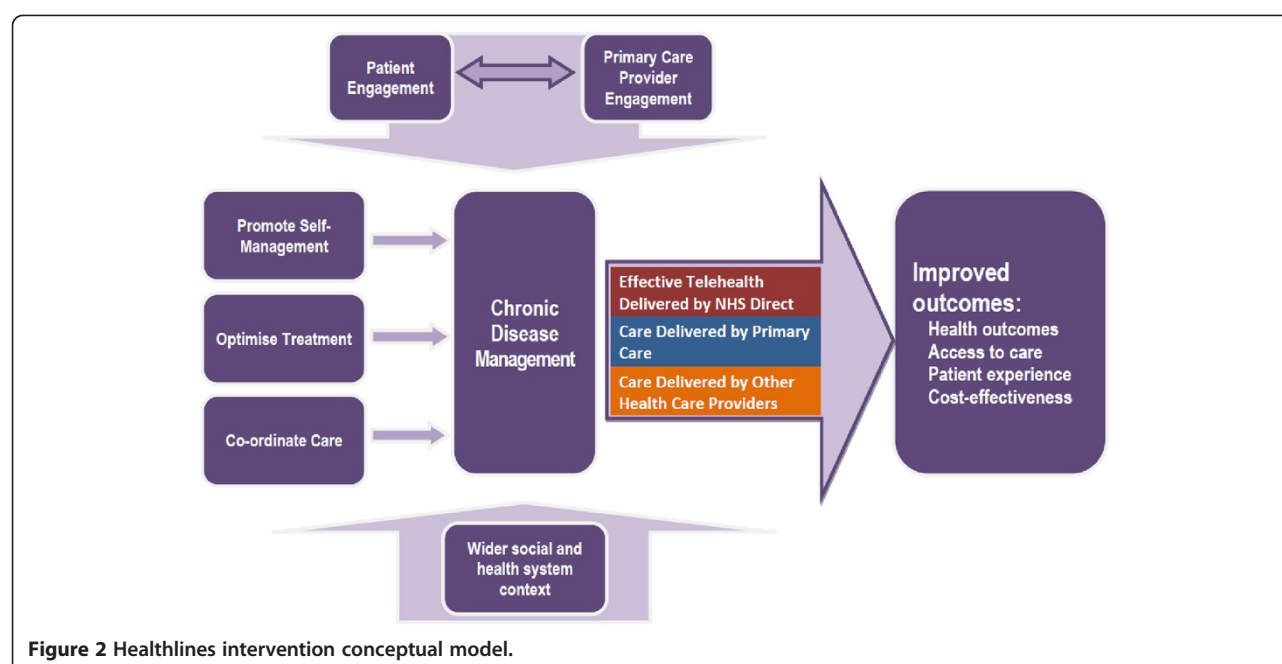 Patient
Engagement
Primary Care
Provider
Engagement
Promote Self-
Management
Optimise Treatment
Co-ordinate Care
Chronic
Disease
Management
Effective Telehealth
Delivered by NHS Direct
Care Delivered by Primary
Care
Care Delivered by Other
Health Care Providers
Improved
outcomes:
Health outcomes
Access to care
Patient experience
Cost-effectiveness
Wider social and
health system
context
Figure 2 Healthlines intervention conceptual model.